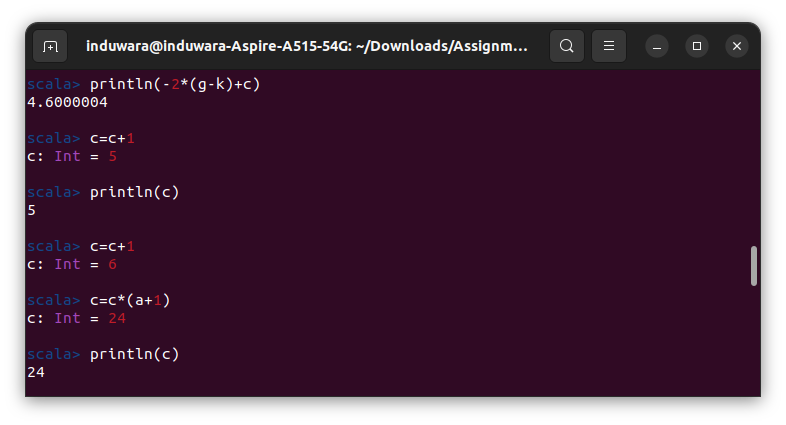 induwara@induwara-Aspire-A515-54G: ~/Downloads/Assignm...
scala> println(-2*(g-k)+c)
4.6000004
scala> c=c+1
c: Int = 5
scala> println(c)
5
scala> c=c+1
c: Int = 6
scala> c=c*(a+1)
c: Int = 24
scala> println(c)
24